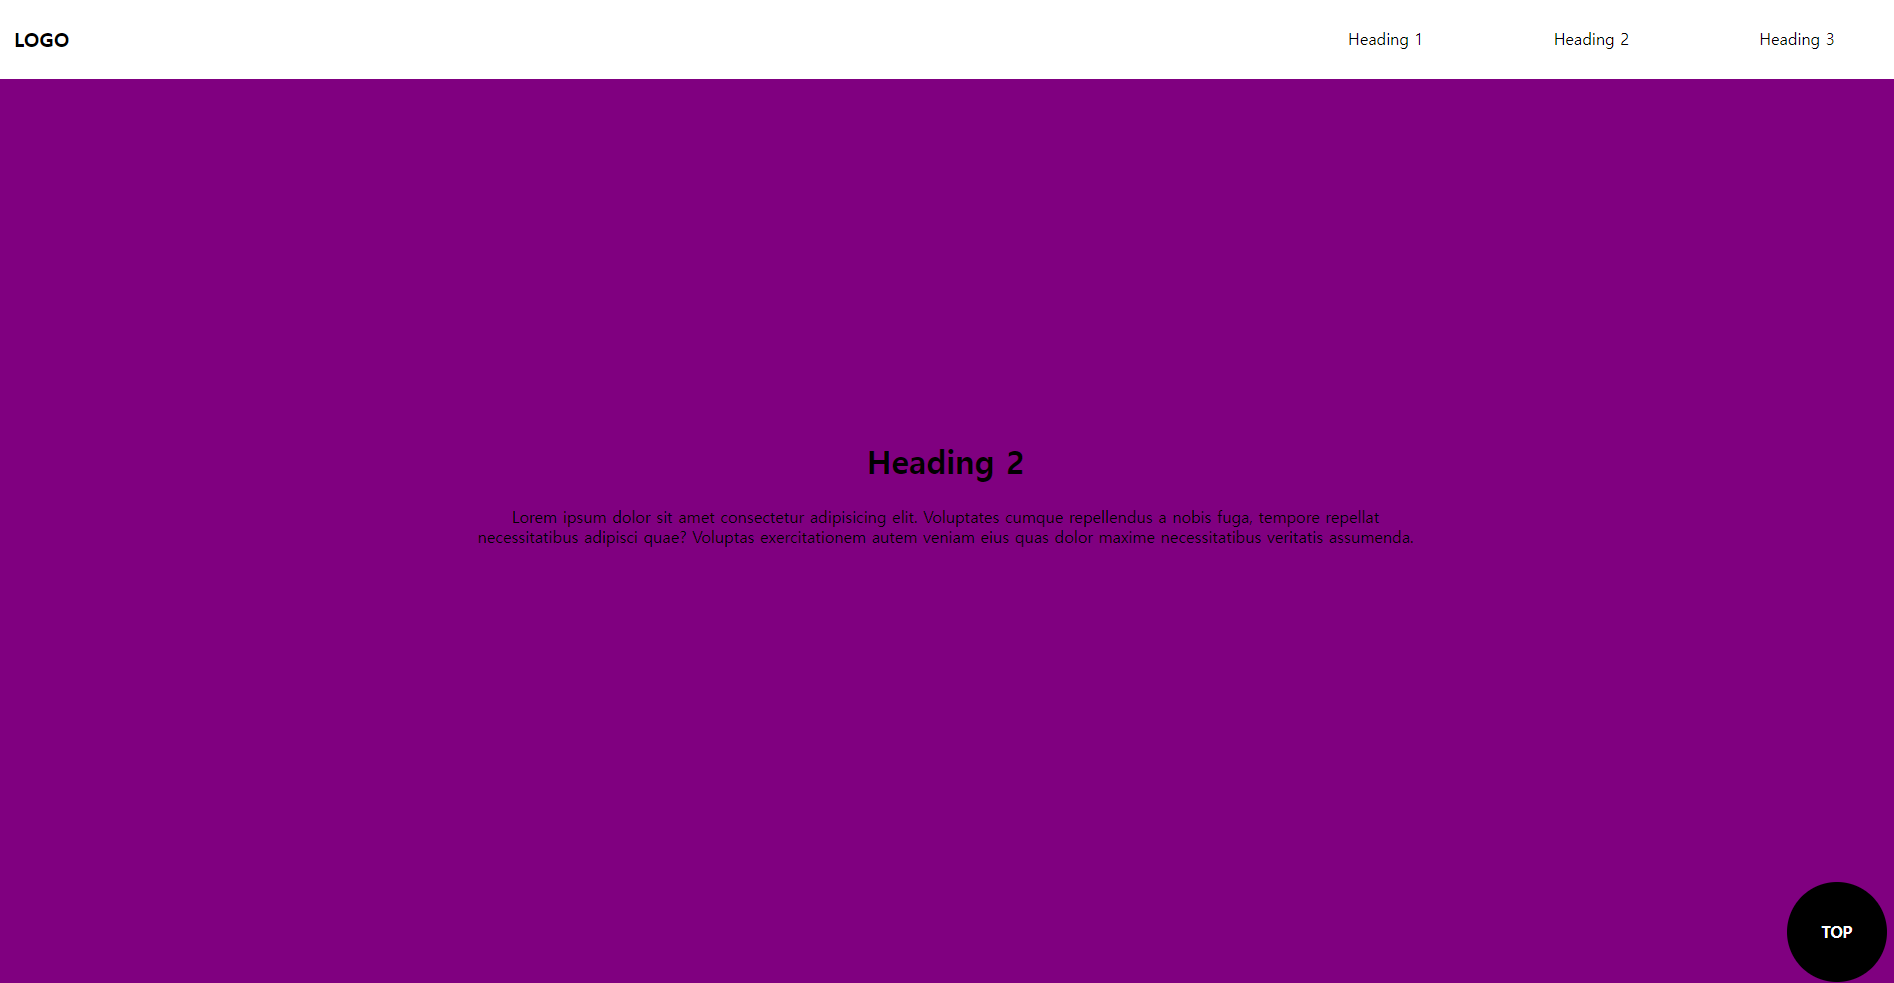 LOGO
Heading 1
Heading 2
Heading 3
Heading 2
Lorem ipsum dolor sit amet consectetur adipisicing elit. Voluptates cumque repellendus a nobis fuga, tempore repellat
necessitatibus adipisci quae? Voluptas exercitationem autem veniam eius quas dolor maxime necessitatibus veritatis assumenda.
TOP